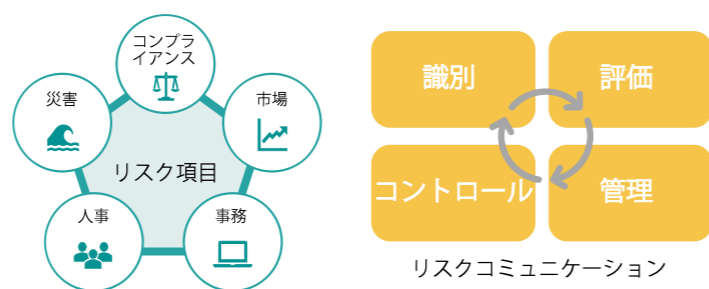 コンプラ
イアンス
災害
市場
リスク項目
人事
事務
識別
評価
コントロール
管理
リスクコミュニケーション